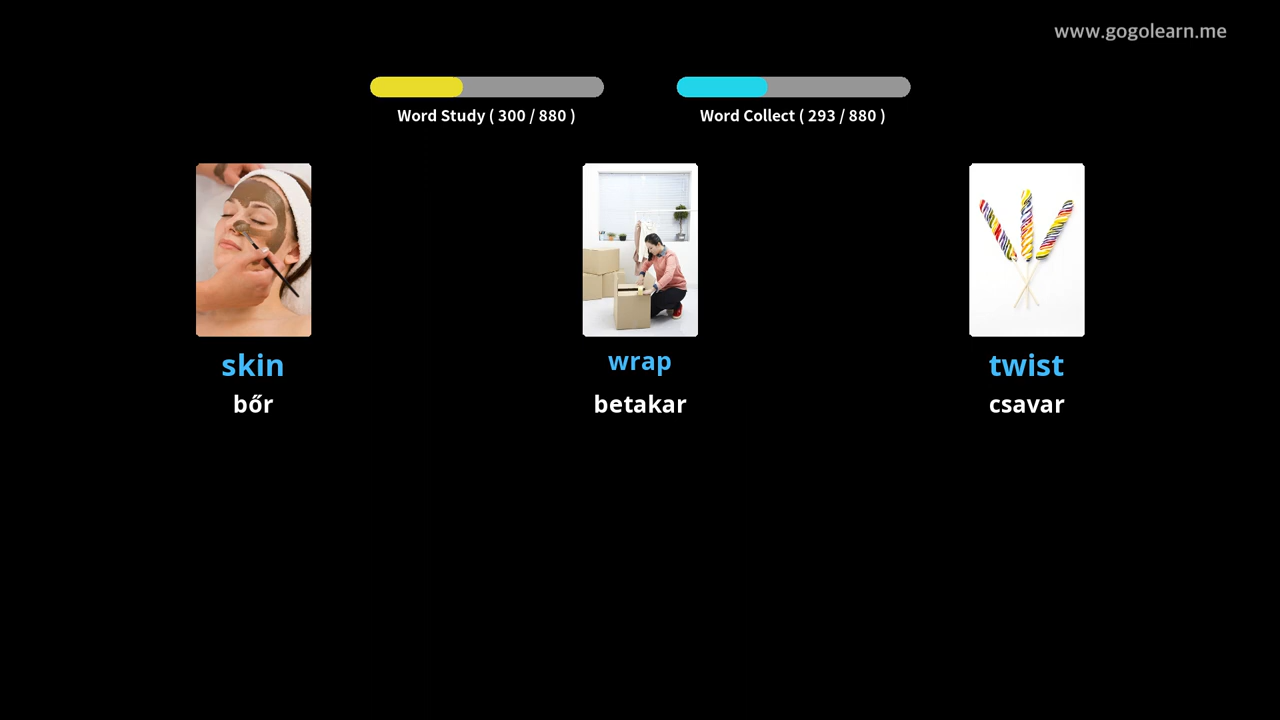 www.gogolearn.me
Word Study ( 300 / 880 )
Word Collect ( 293 / 880 )
skin
wrap
twist
bőr
betakar
csavar